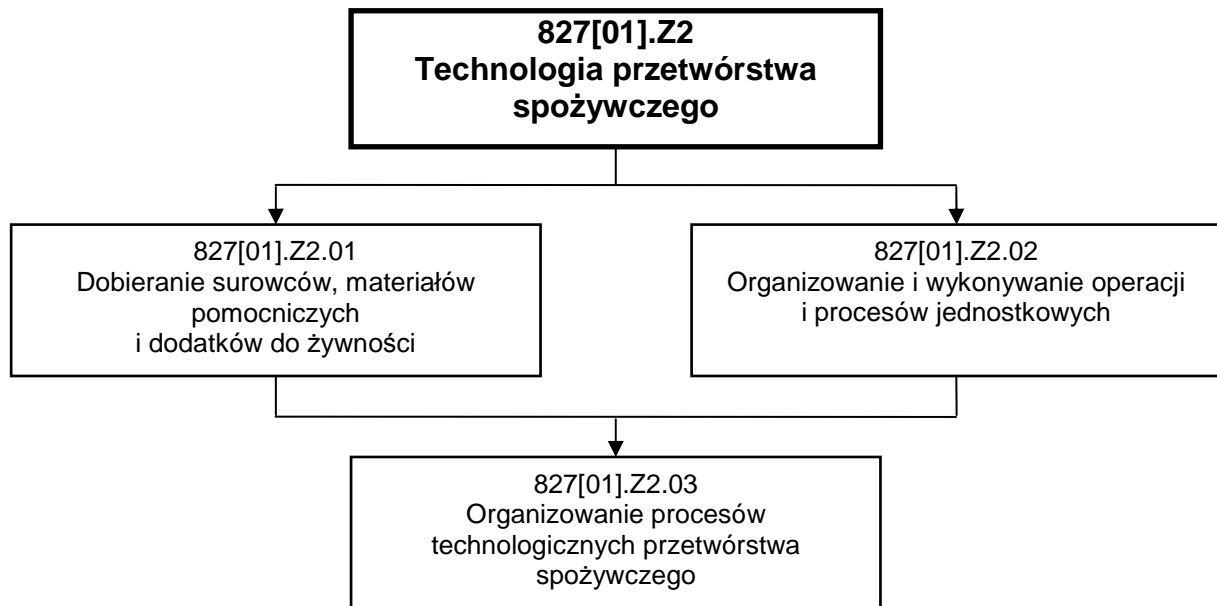 827[01].Z2
Technologia przetwórstwa
spożywczego
827[01].Z2.01
Dobieranie surowców, materiałów
pomocniczych
i dodatków do żywności
827[01].Z2.02
Organizowanie i wykonywanie operacji
i procesów jednostkowych
827[01].Z2.03
Organizowanie procesów
technologicznych przetwórstwa
spożywczego